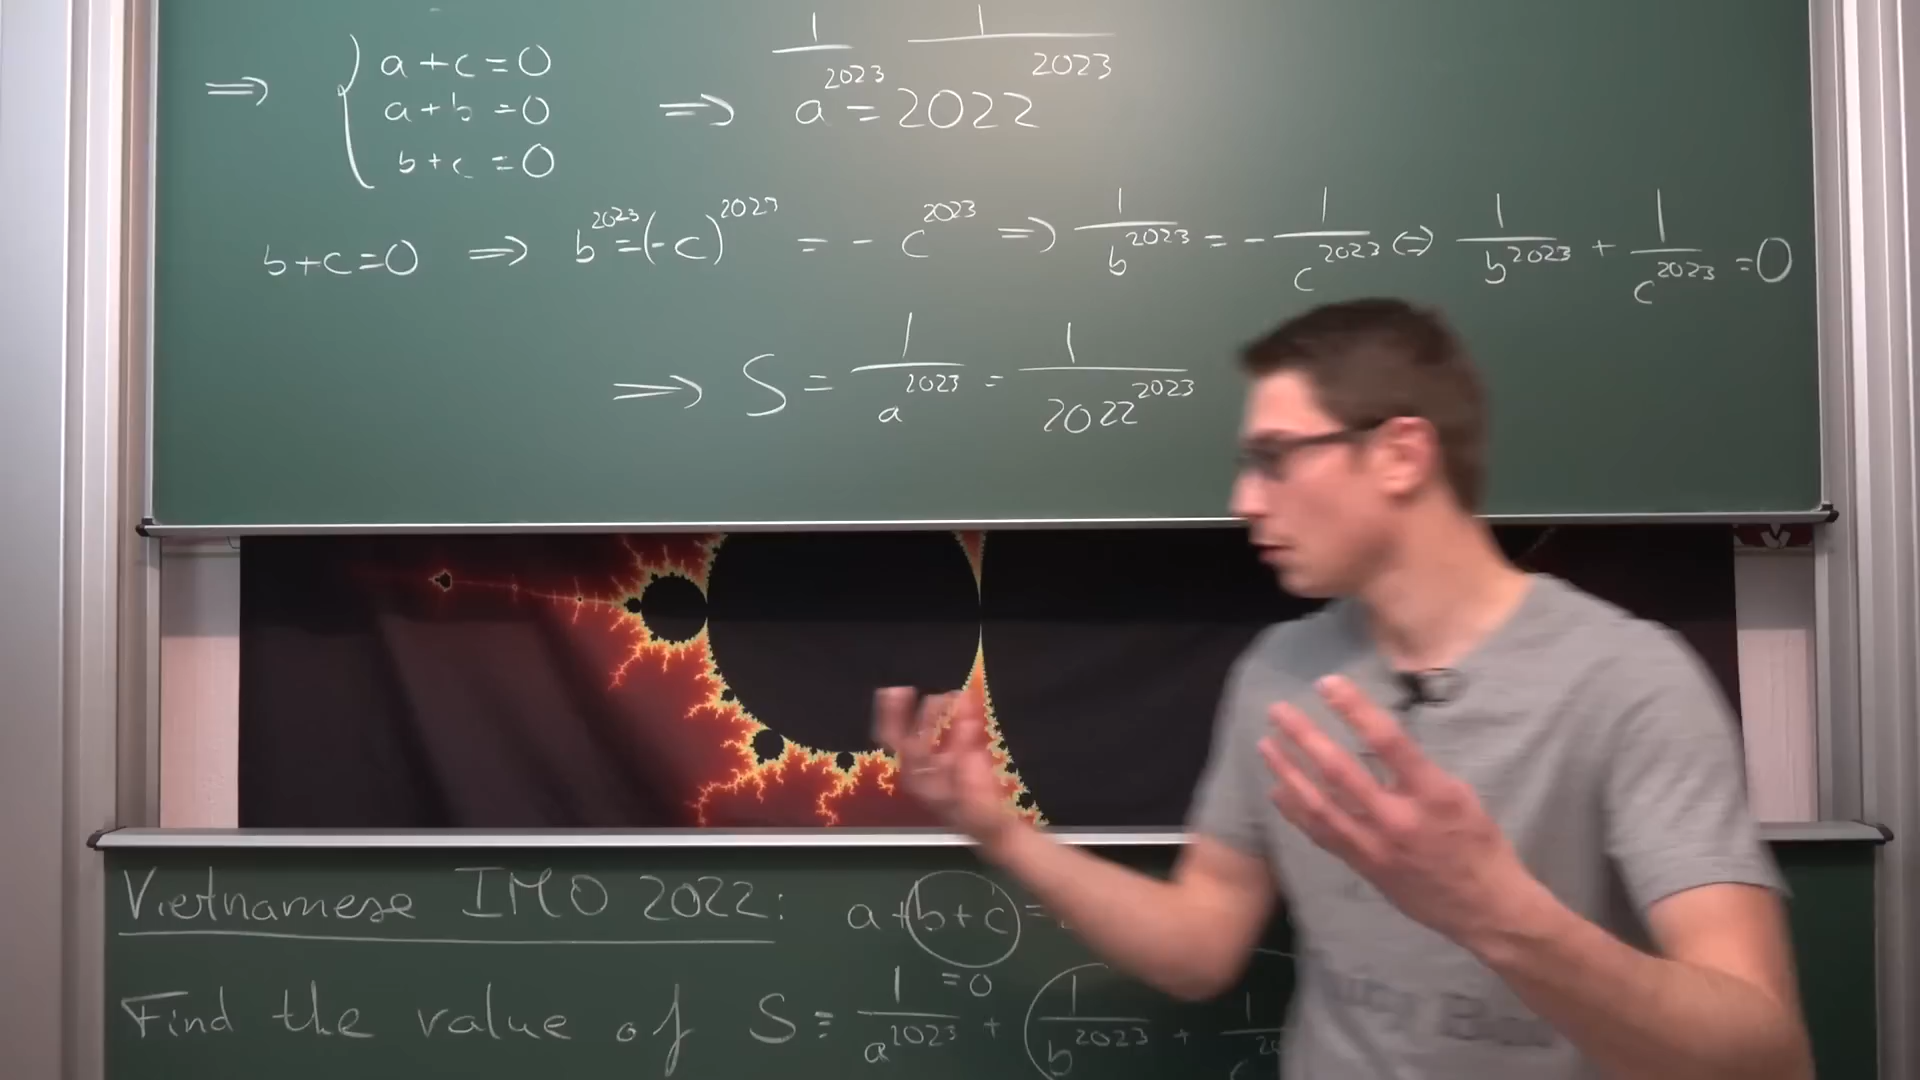 ⟹ { a + c = 0
a + b = 0
b + c = 0
⟹ a = 2022
1/2023 1/2023
b+c=0 ⟹ b^2023 = (-c)^2023 = - c^2023 ⟹ 1/b^2023 = - 1/c^2023 ⇔ 1/b^2023 + 1/c^2023 = 0
⟹ S = 1/a^2023 = 1/2022^2023
Vietnamese IMO 2022: a + b + c =
= 0
Find the value of S = 1/a^2023 + (1/b^2023 + 1/c